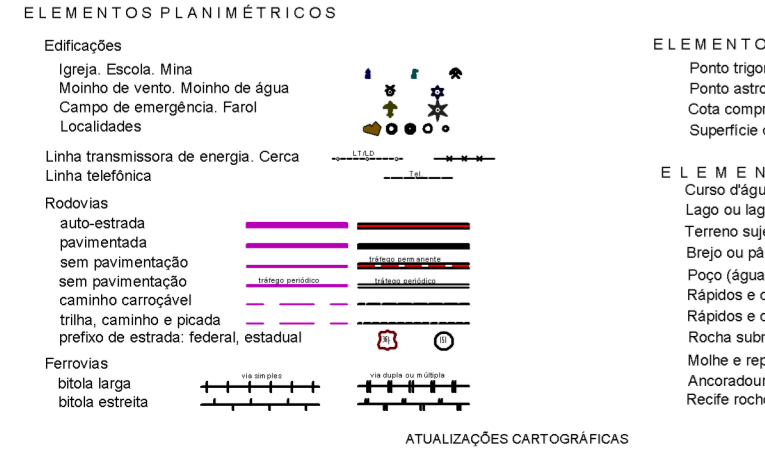 ELEMENTOS PLANIMÉTRICOS
Edificações
Igreja. Escola. Mina
Moinho de vento. Moinho de água
Campo de emergência. Farol
Localidades
Linha transmissora de energia. Cerca
LT/LD
Linha telefônica
Tel.
Rodovias
auto-estrada
pavimentada
sem pavimentação
tráfego permanente
sem pavimentação
tráfego periódico
tráfego periódico
caminho carroçável
trilha, caminho e picada
prefixo de estrada: federal, estadual
Ferrovias
via simples
via dupla ou múltipla
bitola larga
bitola estreita
ATUALIZAÇÕES CARTOGRÁFICAS
ELEMENTO
Ponto trigo
Ponto astro
Cota comp
Superfície
ELEMEN
Curso d'águ
Lago ou lag
Terreno suje
Brejo ou pâ
Poço (água
Rápidos e c
Rápidos e c
Rocha subr
Molhe e rep
Ancoradour
Recife roch